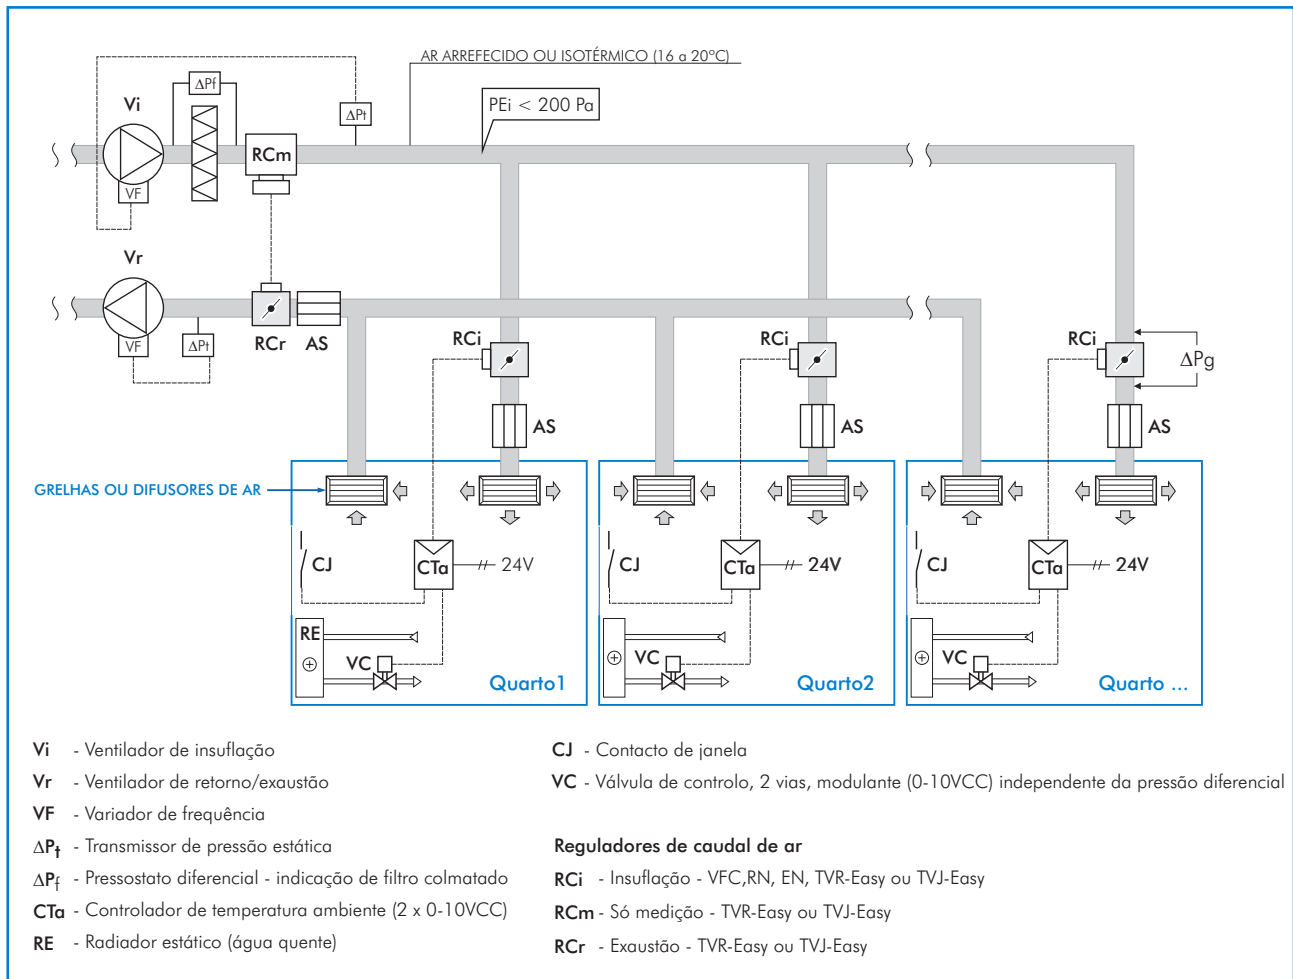 AR ARREFECIDO OU ISOTÉRMICO (16 a 20ºC)
ΔPf
Vi
ΔPt
PEi < 200 Pa
RCm
VF
Vr
VF
ΔPt
RCr
AS
RCi
RCi
RCi
ΔPg
AS
AS
AS
GRELHAS OU DIFUSORES DE AR
CJ
CTa
24V
CJ
CTa
24V
CJ
CTa
24V
RE
VC
VC
VC
Quarto1
Quarto2
Quarto ...
Vi - Ventilador de insuflação
Vr - Ventilador de retorno/exaustão
VF - Variador de frequência
ΔPt - Transmissor de pressão estática
ΔPf - Pressostato diferencial - indicação de filtro colmatado
CTa - Controlador de temperatura ambiente (2 x 0-10VCC)
RE - Radiador estático (água quente)
CJ - Contacto de janela
VC - Válvula de controlo, 2 vias, modulante (0-10VCC) independente da pressão diferencial
Reguladores de caudal de ar
RCi - Insuflação - VFC,RN, EN, TVR-Easy ou TVJ-Easy
RCm - Só medição - TVR-Easy ou TVJ-Easy
RCr - Exaustão - TVR-Easy ou TVJ-Easy